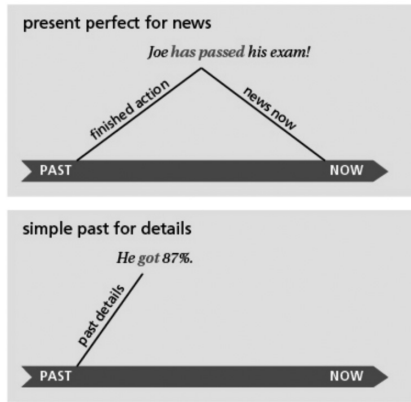 present perfect for news
Joe has passed his exam!
finished action
news now
PAST NOW
simple past for details
He got 87%.
past details
PAST NOW